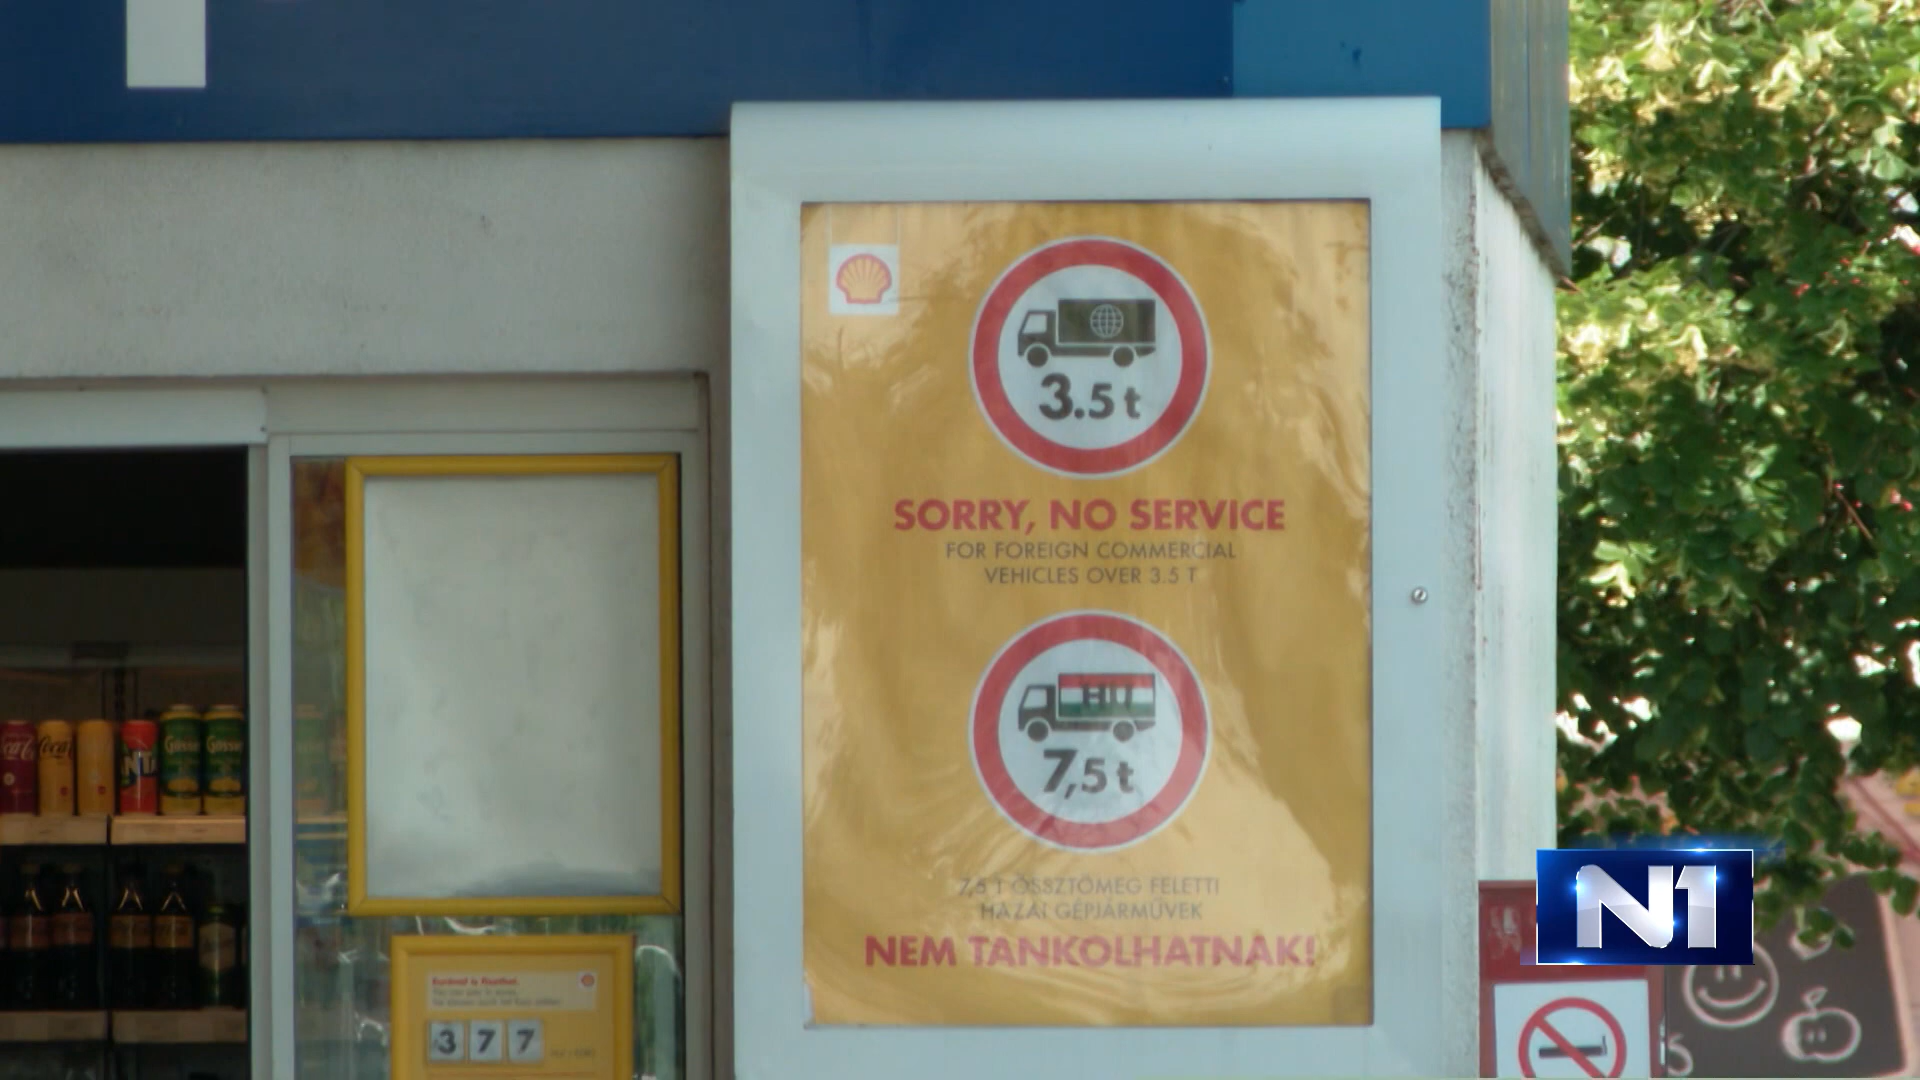 3.5 t
SORRY, NO SERVICE
FOR FOREIGN COMMERCIAL
VEHICLES OVER 3.5 T
HU
7,5 t
7,5 T ÖSSZTÖMEG FELETTI
HAZAI GÉPJÁRMŰVEK
NEM TANKOLHATNAK!
377
N1